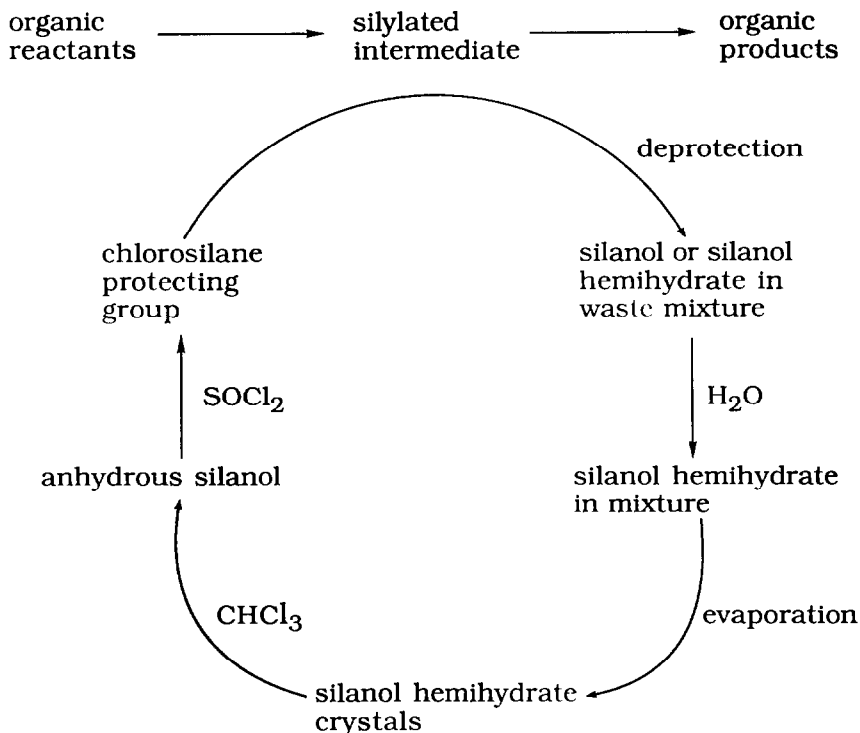 organic
reactants
silylated
intermediate
organic
products
deprotection
chlorosilane
protecting
group
silanol or silanol
hemihydrate in
waste mixture
SOCl₂
H₂O
anhydrous silanol
silanol hemihydrate
in mixture
CHCl₃
evaporation
silanol hemihydrate
crystals